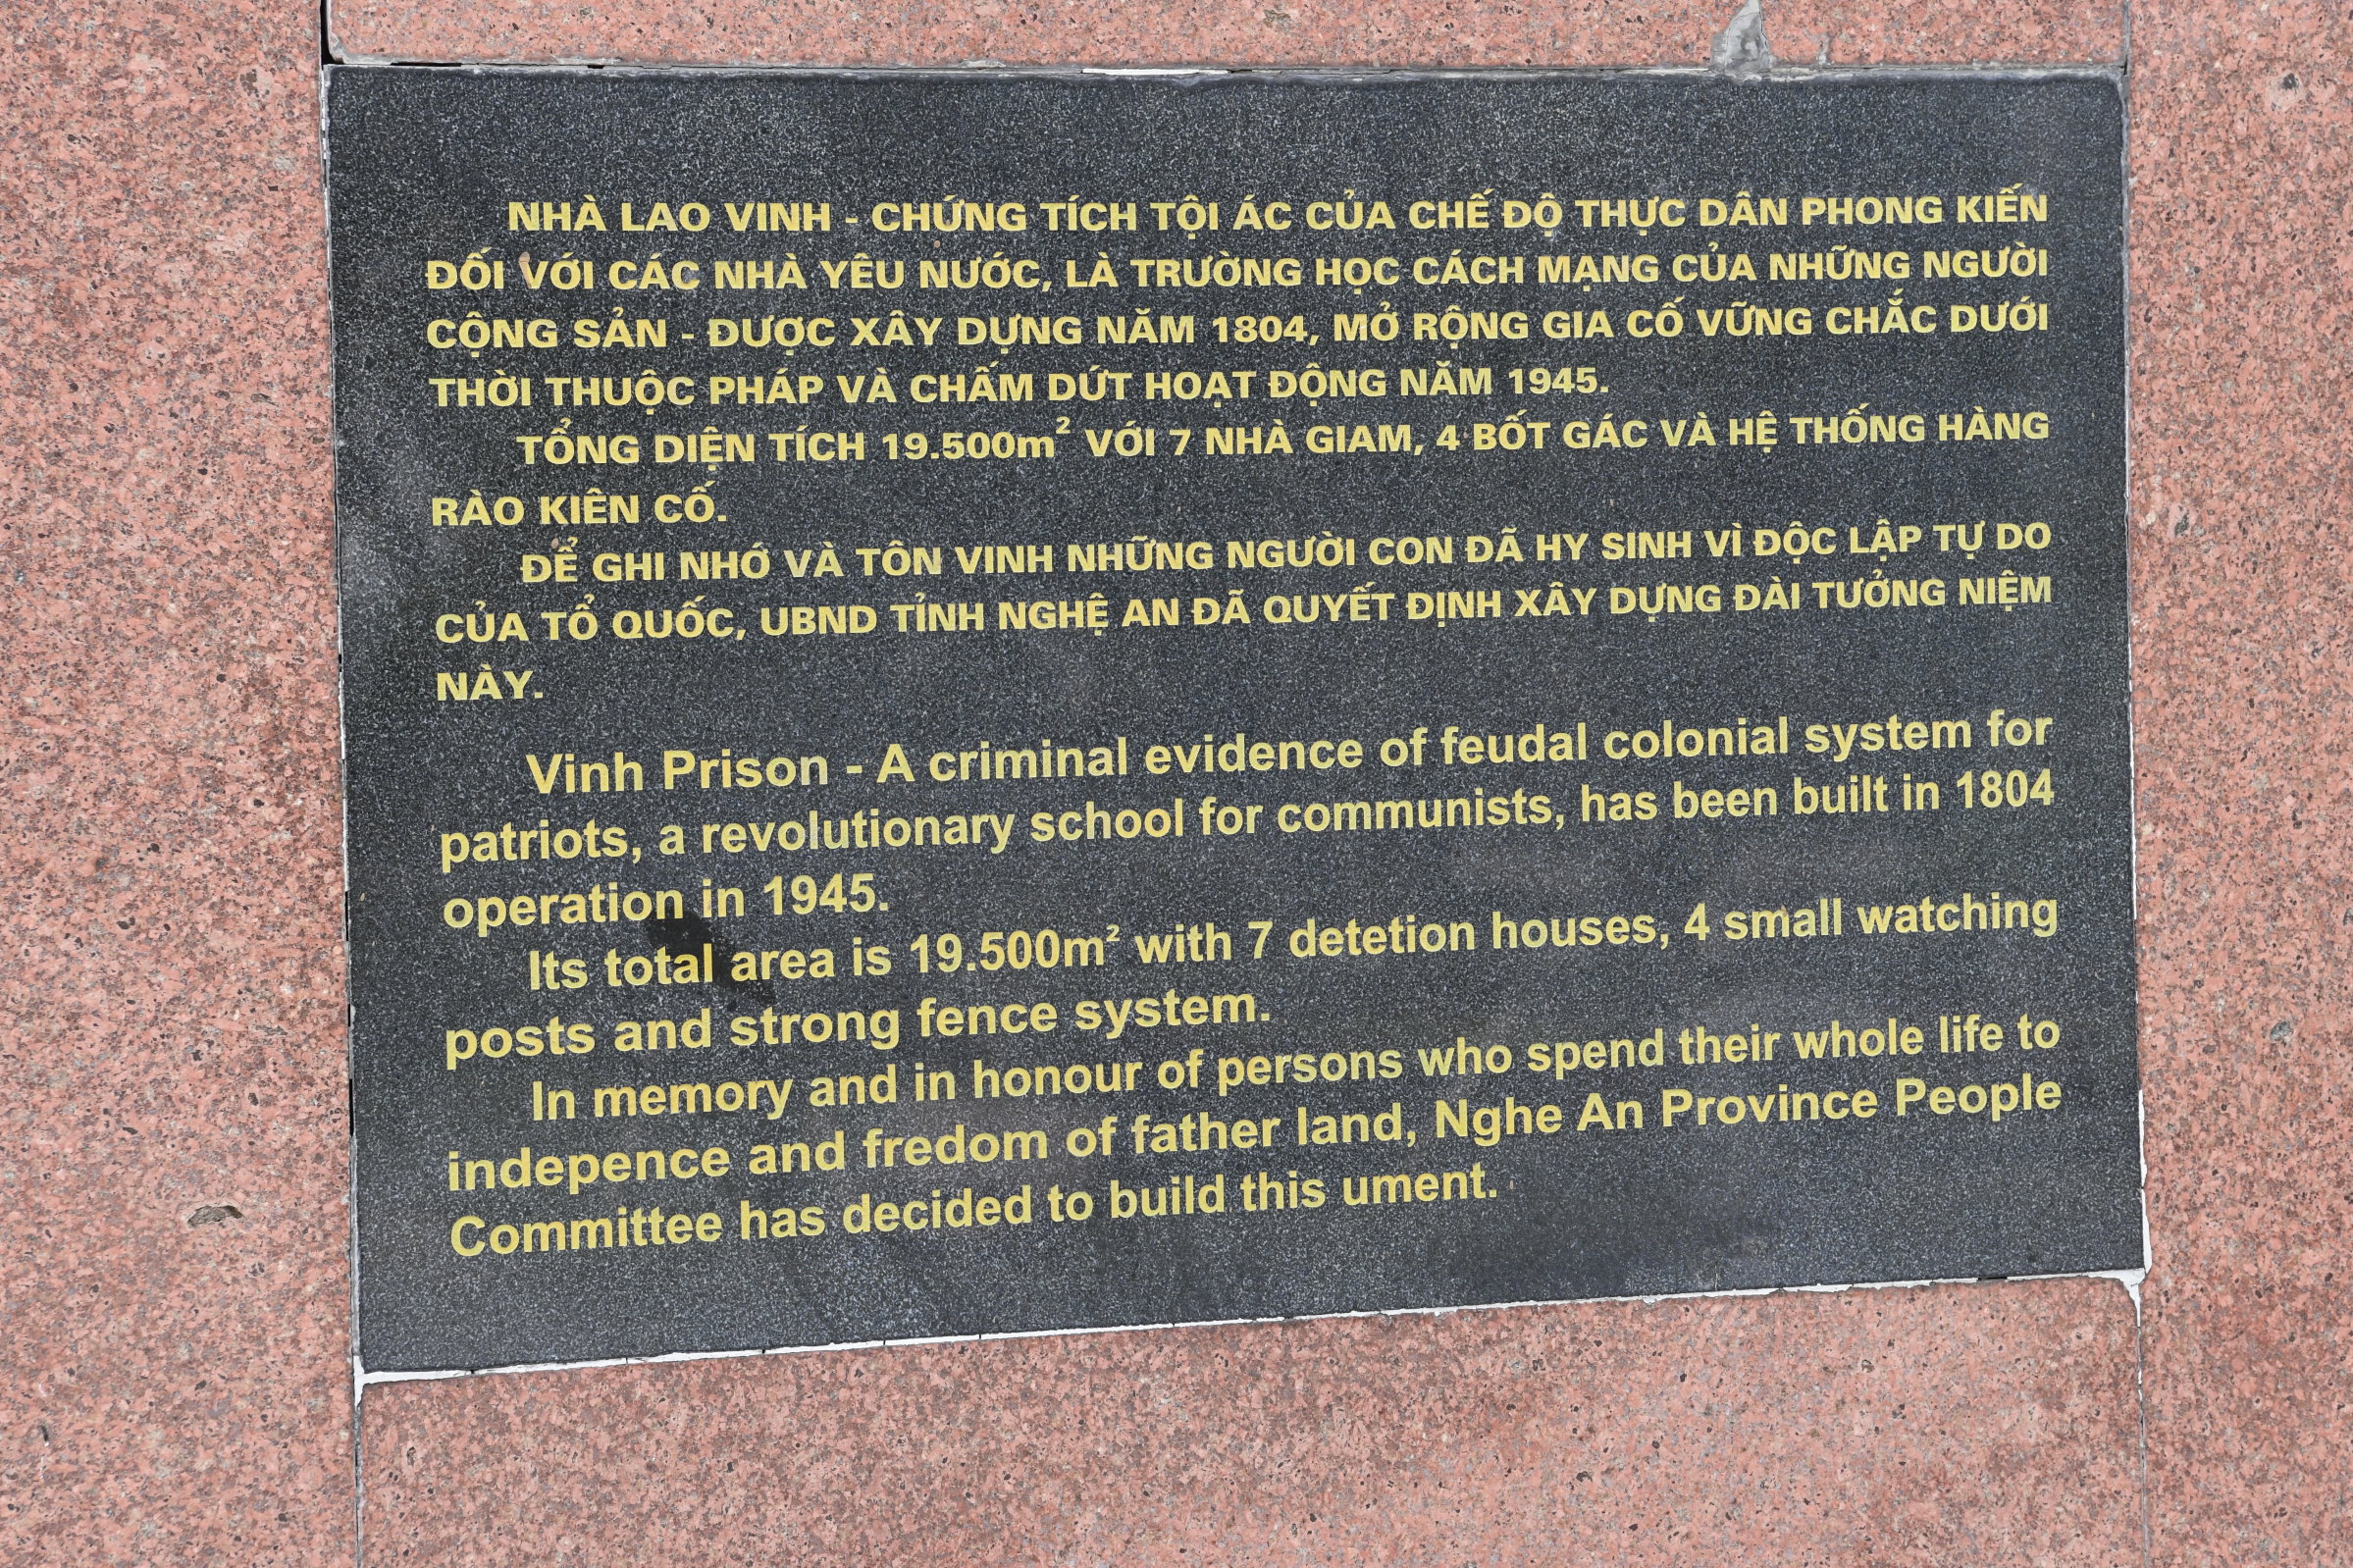 NHÀ LAO VINH - CHỨNG TÍCH TỘI ÁC CỦA CHẾ ĐỘ THỰC DÂN PHONG KIẾN
ĐỐI VỚI CÁC NHÀ YÊU NƯỚC, LÀ TRƯỜNG HỌC CÁCH MẠNG CỦA NHỮNG NGƯỜI
CỘNG SẢN - ĐƯỢC XÂY DỰNG NĂM 1804, MỞ RỘNG GIA CỐ VỮNG CHẮC DƯỚI
THỜI THUỘC PHÁP VÀ CHẤM DỨT HOẠT ĐỘNG NĂM 1945.
TỔNG DIỆN TÍCH 19.500m² VỚI 7 NHÀ GIAM, 4 BỐT GÁC VÀ HỆ THỐNG HÀNG
RÀO KIÊN CỐ.
ĐỂ GHI NHỚ VÀ TÔN VINH NHỮNG NGƯỜI CON ĐÃ HY SINH VÌ ĐỘC LẬP TỰ DO
CỦA TỔ QUỐC, UBND TỈNH NGHỆ AN ĐÃ QUYẾT ĐỊNH XÂY DỰNG ĐÀI TƯỞNG NIỆM
NÀY.
Vinh Prison - A criminal evidence of feudal colonial system for
patriots, a revolutionary school for communists, has been built in 1804
operation in 1945.
Its total area is 19.500m² with 7 detetion houses, 4 small watching
posts and strong fence system.
In memory and in honour of persons who spend their whole life to
indepence and fredom of father land, Nghe An Province People
Committee has decided to build this ument.